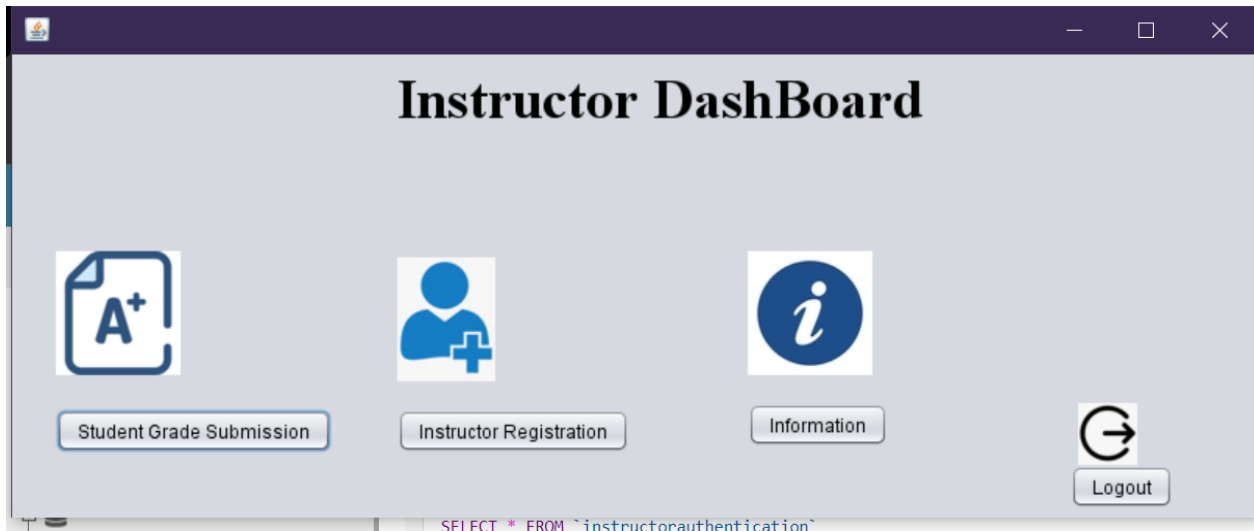 Instructor DashBoard
A+
i
Student Grade Submission
Instructor Registration
Information
Logout
SELECT * FROM `instructorauthentication`